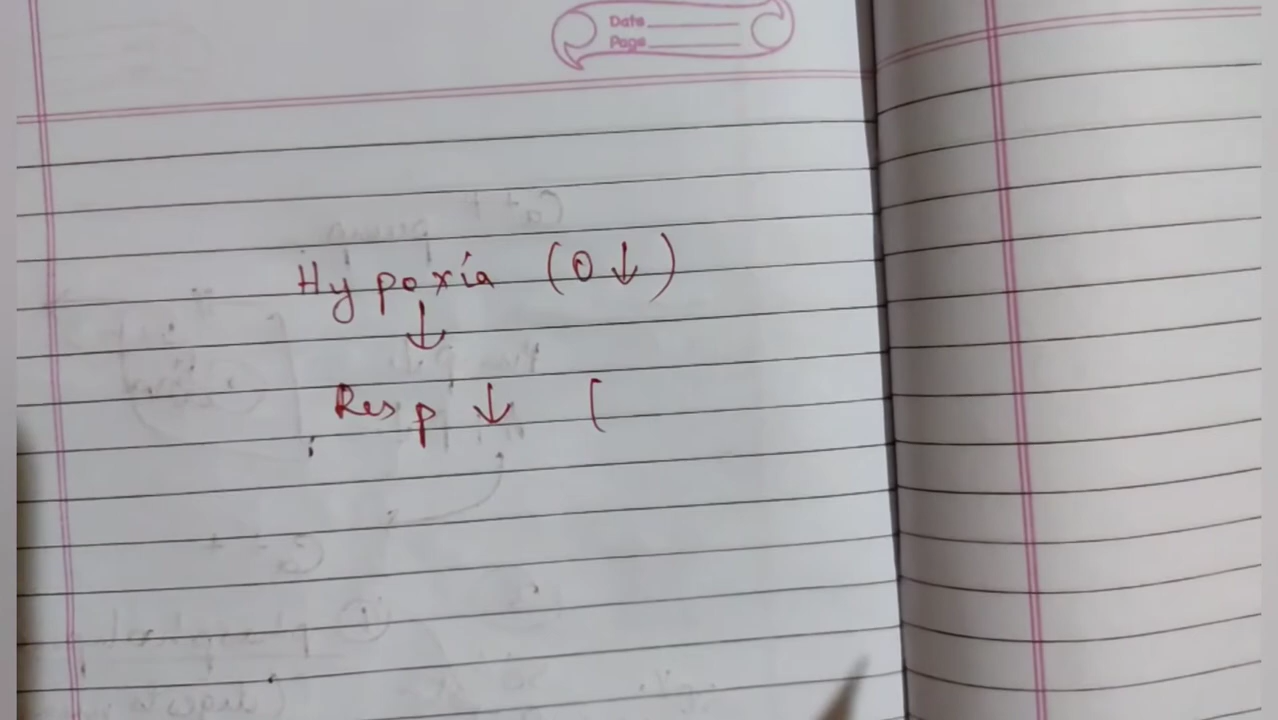 Date
Page
Hypoxia (O↓)
↓
Resp ↓ [